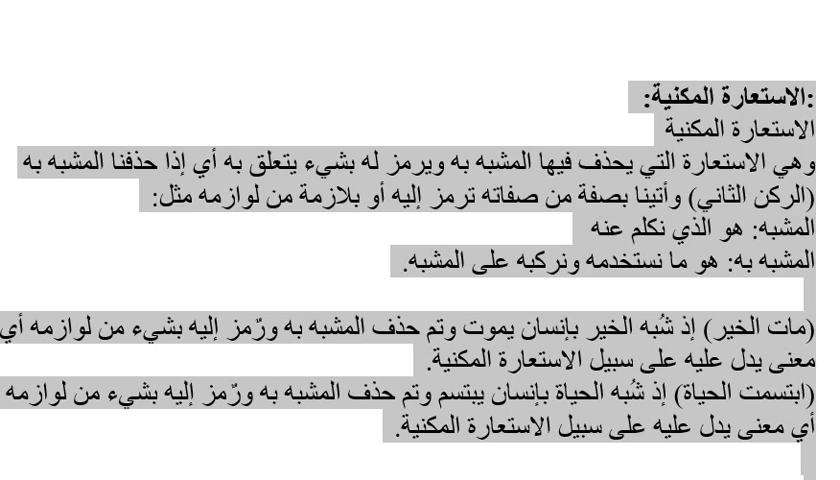 :الاستعارة المكنية:
الاستعارة المكنية
وهي الاستعارة التي يحذف فيها المشبه به ويرمز له بشيء يتعلق به أي إذا حذفنا المشبه به
(الركن الثاني) وأتينا بصفة من صفاته ترمز إليه أو بلازمة من لوازمه مثل:
المشبه: هو الذي نكلم عنه
المشبه به: هو ما نستخدمه ونركبه على المشبه.
(مات الخير) إذ شُبه الخير بإنسان يموت وتم حذف المشبه به ورٌمز إليه بشيء من لوازمه أي
معنى يدل عليه على سبيل الاستعارة المكنية.
(ابتسمت الحياة) إذ شُبه الحياة بإنسان يبتسم وتم حذف المشبه به ورٌمز إليه بشيء من لوازمه
أي معنى يدل عليه على سبيل الاستعارة المكنية.